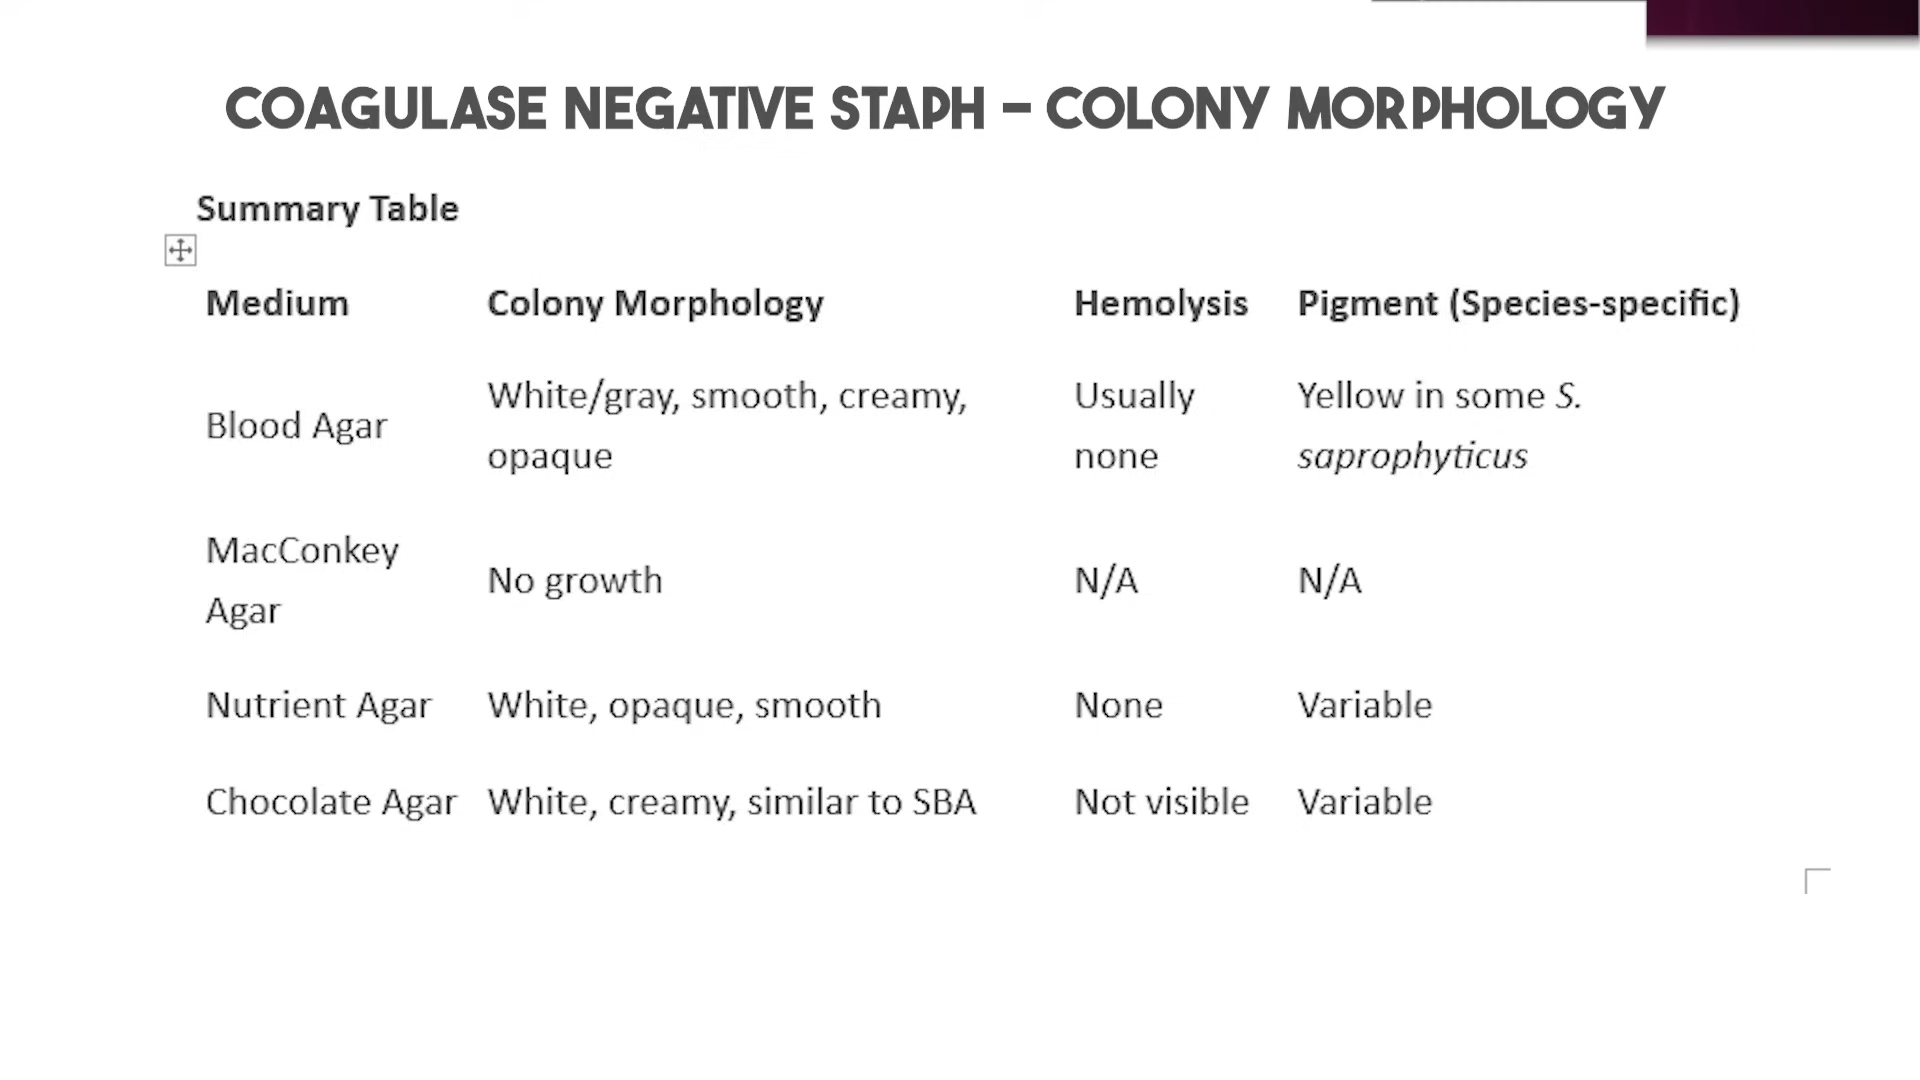 COAGULASE NEGATIVE STAPH – COLONY MORPHOLOGY
Summary Table
Medium Colony Morphology Hemolysis Pigment (Species-specific)
Blood Agar White/gray, smooth, creamy, opaque Usually none Yellow in some S. saprophyticus
MacConkey Agar No growth N/A N/A
Nutrient Agar White, opaque, smooth None Variable
Chocolate Agar White, creamy, similar to SBA Not visible Variable